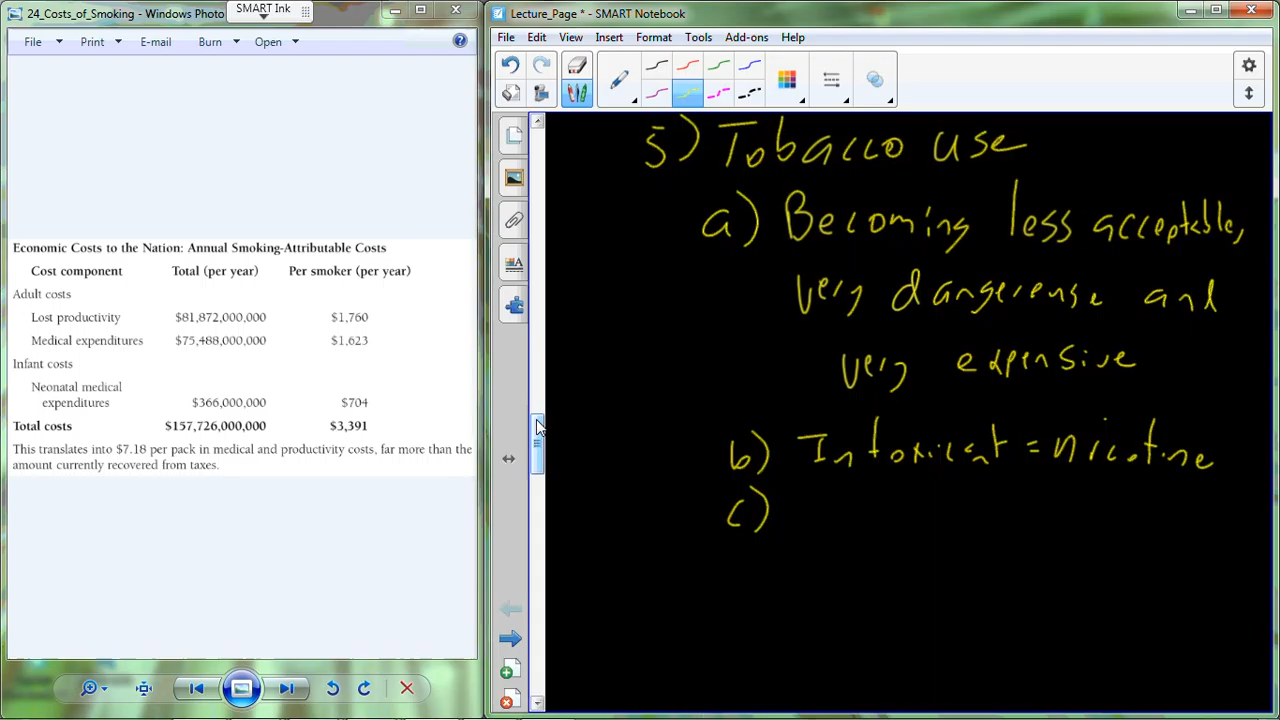 24_Costs_of_Smoking - Windows Photo
SMART Ink
File Print E-mail Burn Open
Economic Costs to the Nation: Annual Smoking-Attributable Costs
Cost component Total (per year) Per smoker (per year)
Adult costs
Lost productivity $81,872,000,000 $1,760
Medical expenditures $75,488,000,000 $1,623
Infant costs
Neonatal medical
expenditures $366,000,000 $704
Total costs $157,726,000,000 $3,391
This translates into $7.18 per pack in medical and productivity costs, far more than the
amount currently recovered from taxes.
Lecture_Page * - SMART Notebook
File Edit View Insert Format Tools Add-ons Help
5) Tobacco use
a) Becoming less acceptable,
very dangerense and
very expensive
b) Intoxicant = nicotine
c)